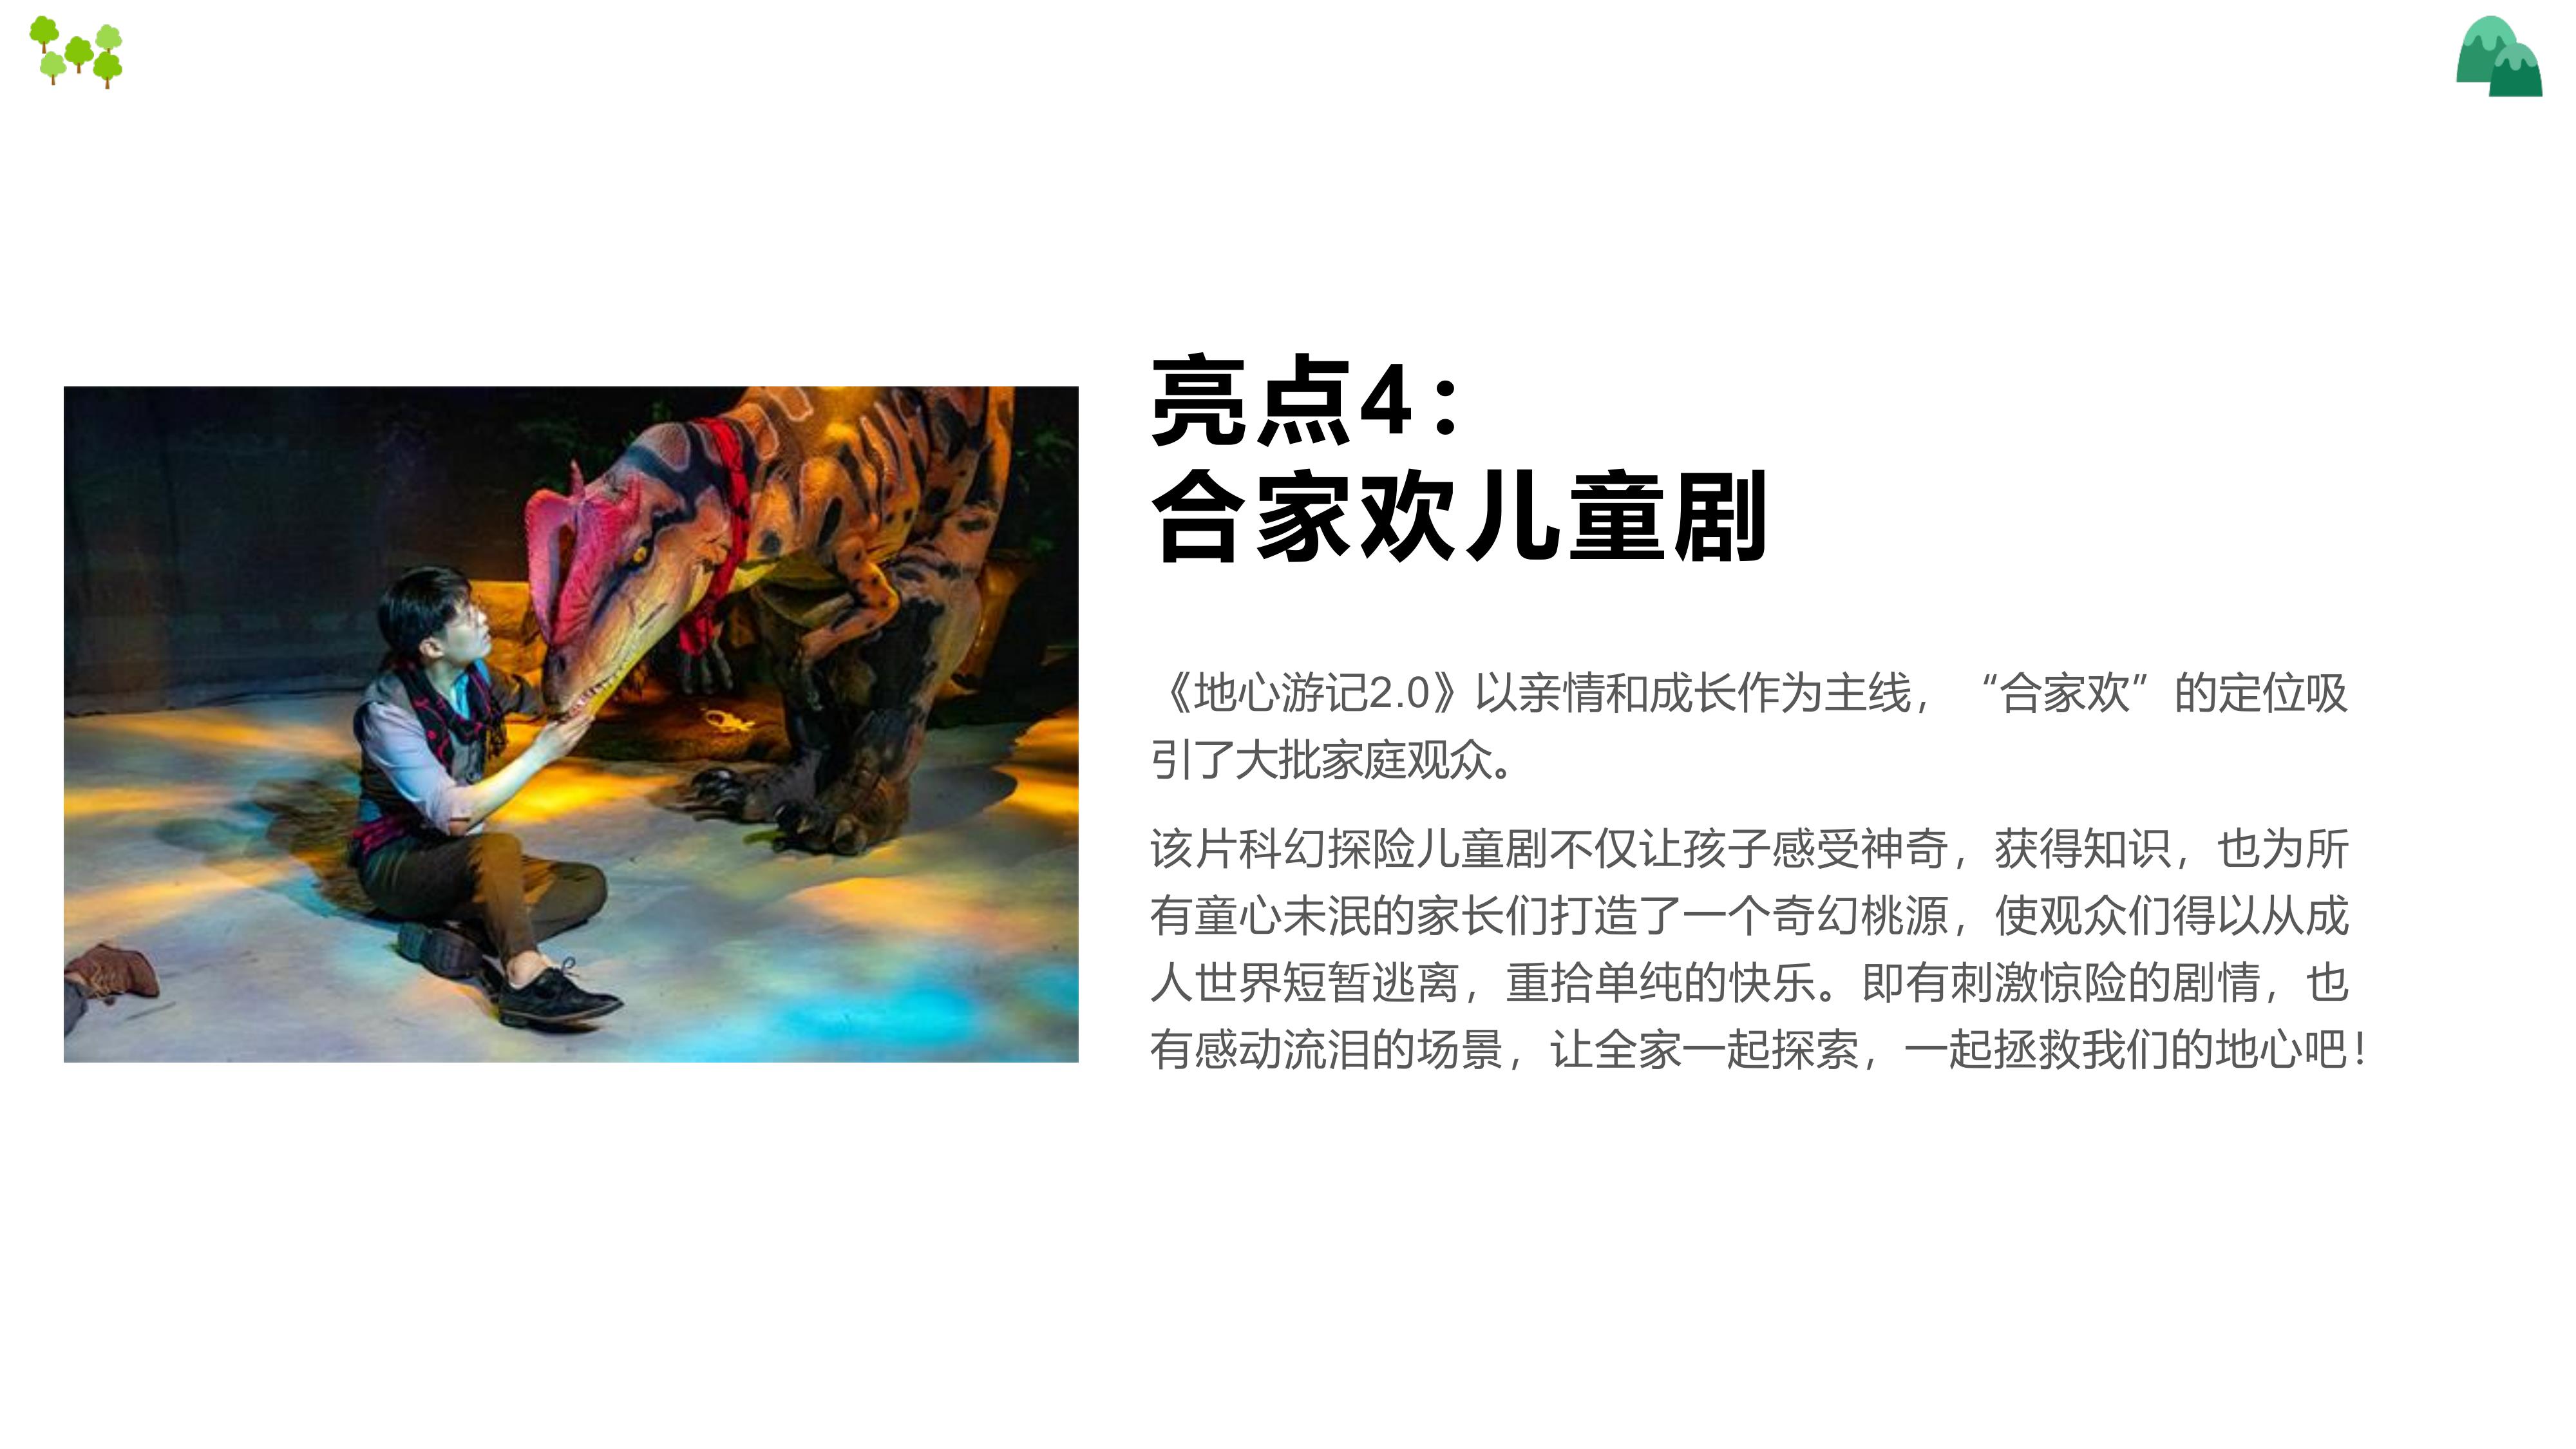 亮点4：
合家欢儿童剧
《地心游记2.0》以亲情和成长作为主线，“合家欢”的定位吸
引了大批家庭观众。
该片科幻探险儿童剧不仅让孩子感受神奇，获得知识，也为所
有童心未泯的家长们打造了一个奇幻桃源，使观众们得以从成
人世界短暂逃离，重拾单纯的快乐。即有刺激惊险的剧情，也
有感动流泪的场景，让全家一起探索，一起拯救我们的地心吧！